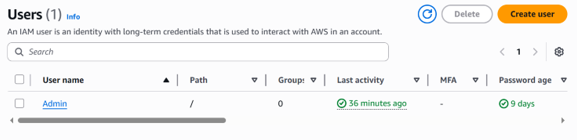 Users (1) Info
Delete
Create user
An IAM user is an identity with long-term credentials that is used to interact with AWS in an account.
Search
1
User name Path Groups Last activity MFA Password age
Admin / 0 36 minutes ago - 9 days